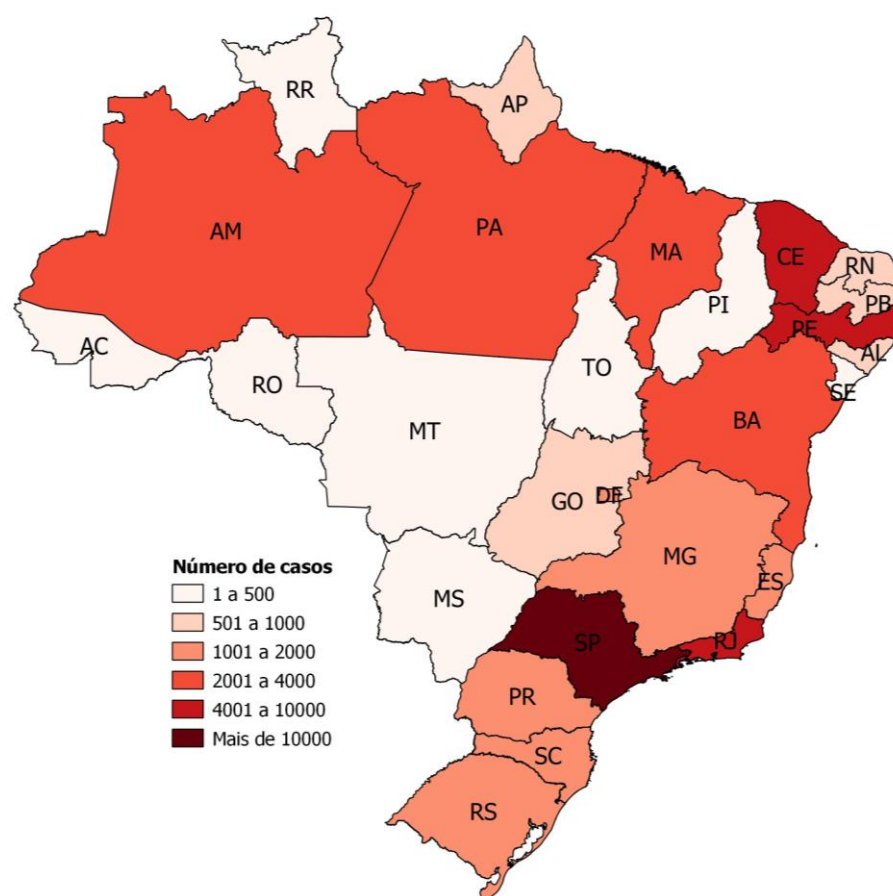 RR
AP
AM
PA
MA
CE
RN
PB
PI
PE
AL
AC
TO
SE
RO
BA
MT
DF
GO
MG
ES
MS
SP
RJ
PR
SC
RS
Número de casos
1 a 500
501 a 1000
1001 a 2000
2001 a 4000
4001 a 10000
Mais de 10000